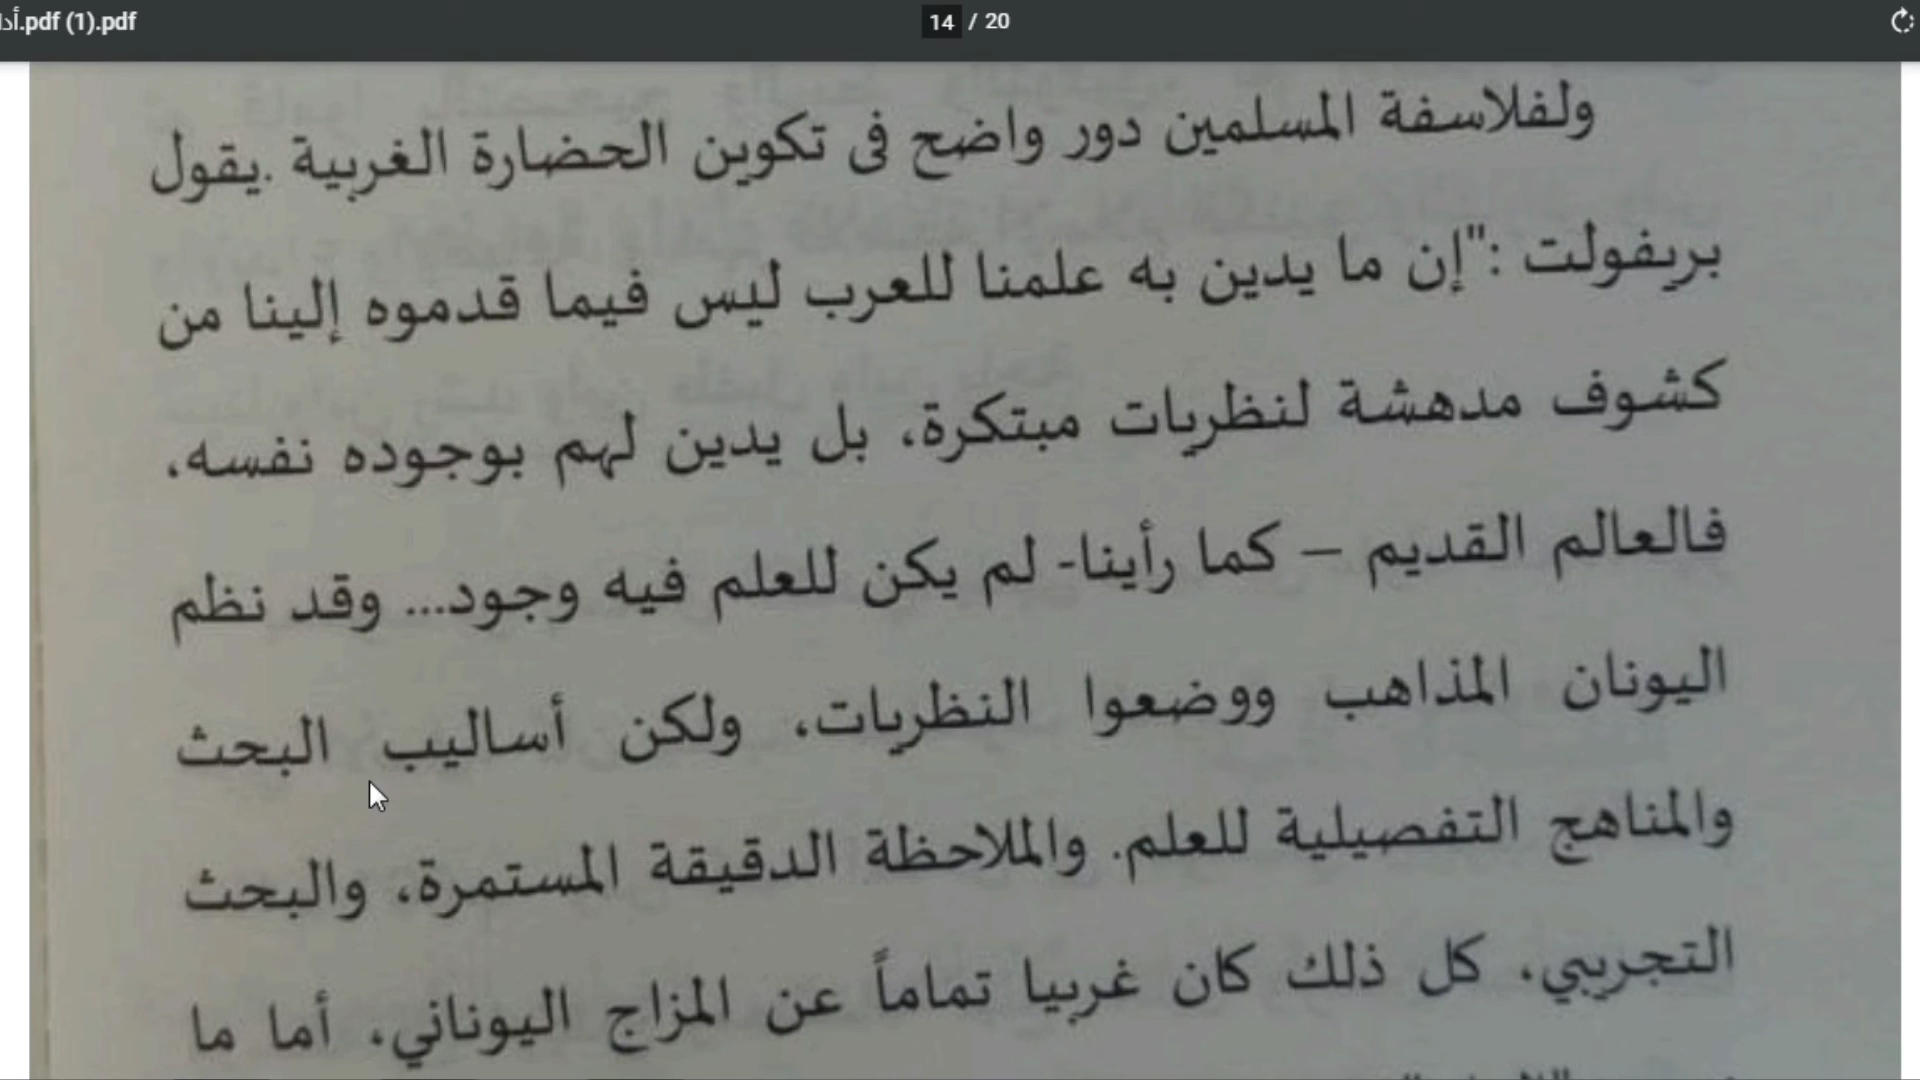 أدا.pdf (1).pdf
14 / 20
ولفلاسفة المسلمين دور واضح فى تكوين الحضارة الغربية .يقول
بريفولت :"إن ما يدين به علمنا للعرب ليس فيما قدموه إلينا من
كشوف مدهشة لنظريات مبتكرة، بل يدين لهم بوجوده نفسه،
فالعالم القديم – كما رأينا- لم يكن للعلم فيه وجود... وقد نظم
اليونان المذاهب ووضعوا النظريات، ولكن أساليب البحث
والمناهج التفصيلية للعلم. والملاحظة الدقيقة المستمرة، والبحث
التجريبي، كل ذلك كان غربيا تماماً عن المزاج اليوناني، أما ما